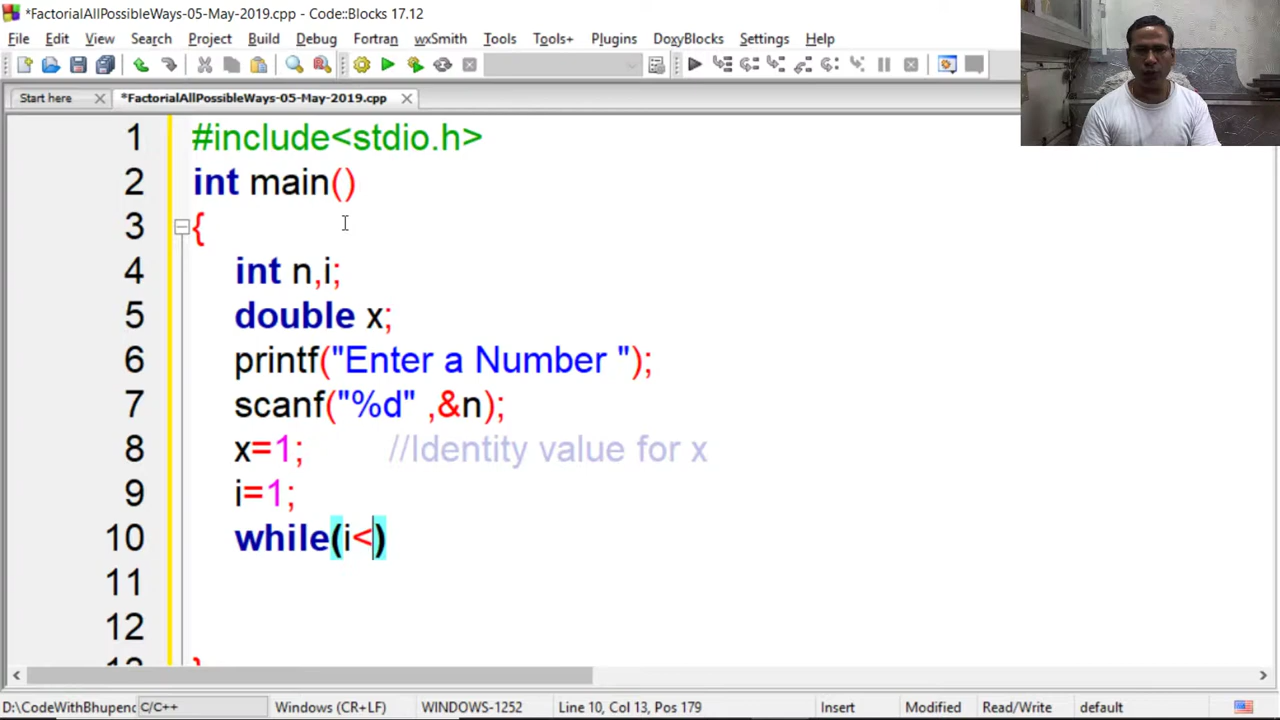 *FactorialAllPossibleWays-05-May-2019.cpp - Code::Blocks 17.12
File Edit View Search Project Build Debug Fortran wxSmith Tools Tools+ Plugins DoxyBlocks Settings Help
Start here *FactorialAllPossibleWays-05-May-2019.cpp
1 #include<stdio.h>
2 int main()
3 {
4 int n,i;
5 double x;
6 printf("Enter a Number ");
7 scanf("%d" ,&n);
8 x=1; //Identity value for x
9 i=1;
10 while(i<)
11
12
D:\CodeWithBhupend C/C++ Windows (CR+LF) WINDOWS-1252 Line 10, Col 13, Pos 179 Insert Modified Read/Write default